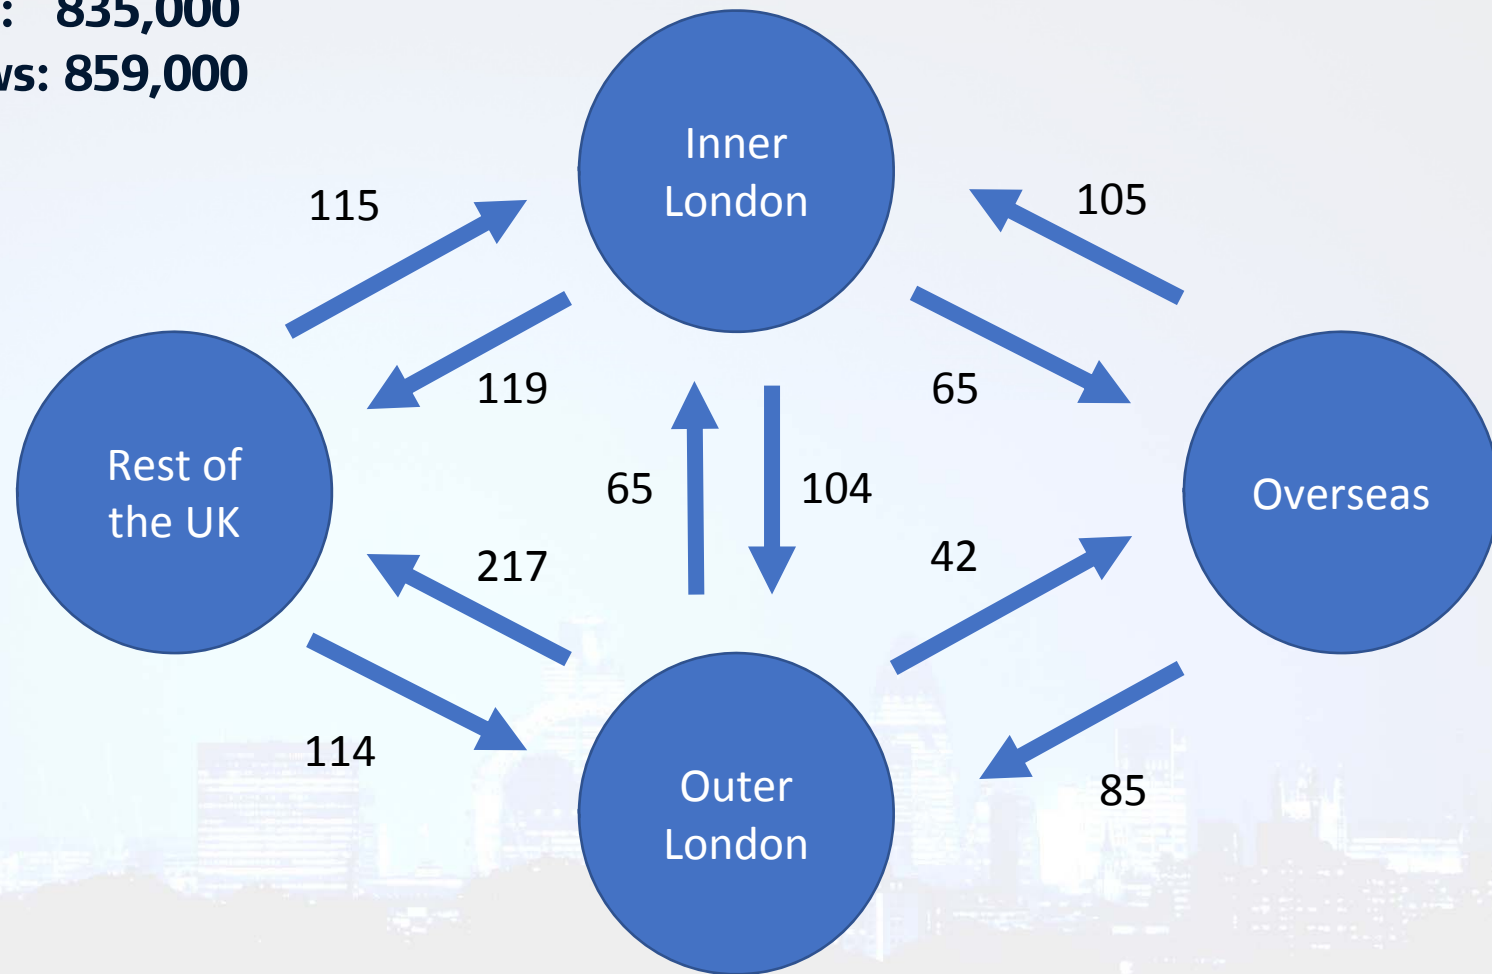 : 835,000
ws: 859,000
Inner
London
115
105
119
65
Rest of
the UK
65
104
Overseas
217
42
114
Outer
London
85